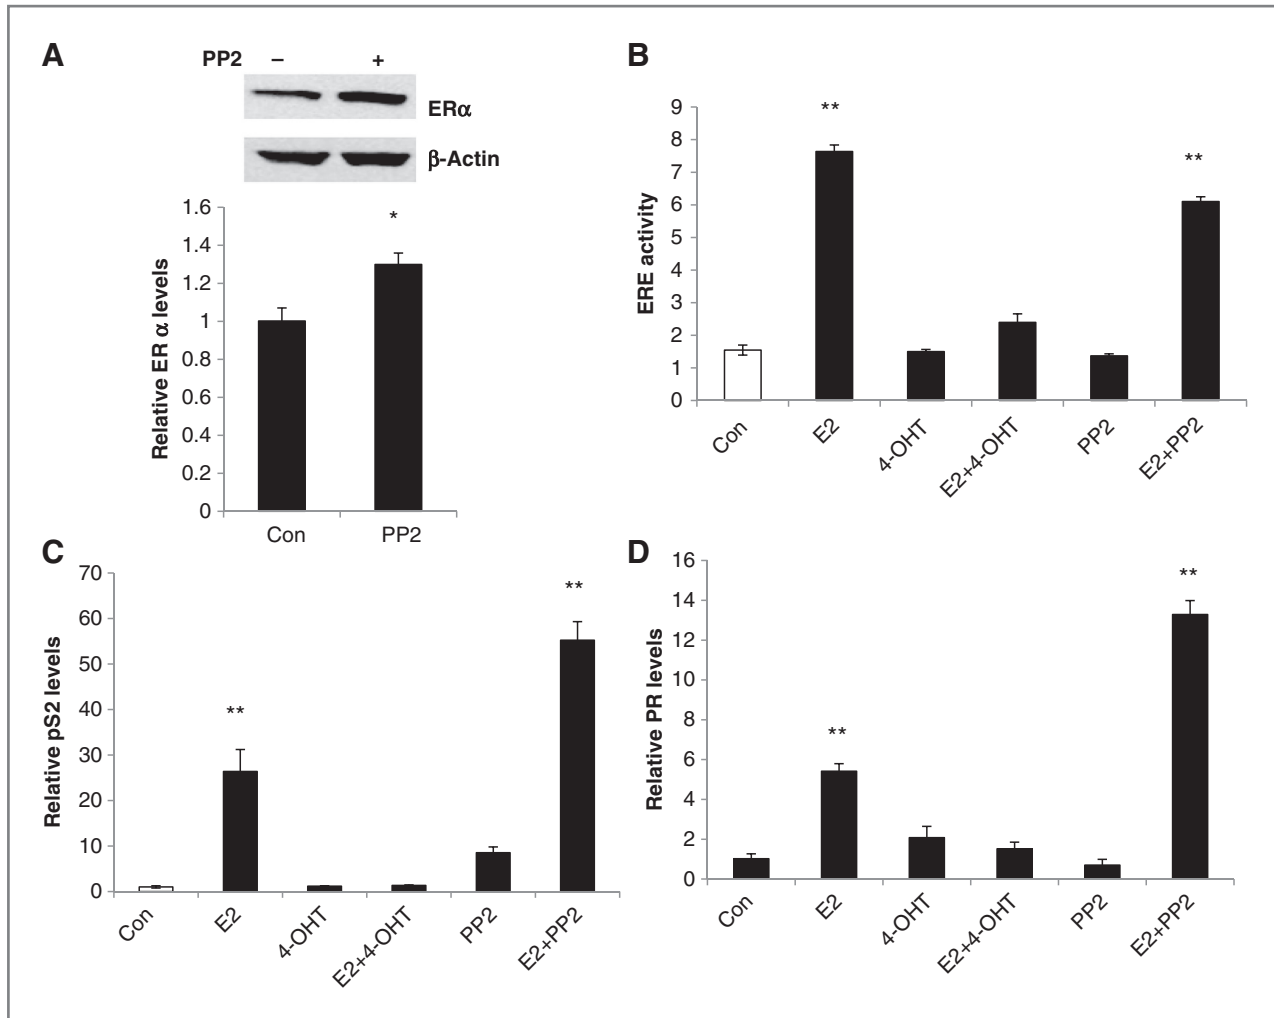 A
PP2 – +
ERα
β-Actin
1.6
1.4
1.2
1
0.8
0.6
0.4
0.2
0
Relative ER α levels
*
Con PP2
B
9
8
7
6
5
4
3
2
1
0
ERE activity
** **
Con E2 4-OHT E2+4-OHT PP2 E2+PP2
C
70
60
50
40
30
20
10
0
Relative pS2 levels
** **
Con E2 4-OHT E2+4-OHT PP2 E2+PP2
D
16
14
12
10
8
6
4
2
0
Relative PR levels
** **
Con E2 4-OHT E2+4-OHT PP2 E2+PP2